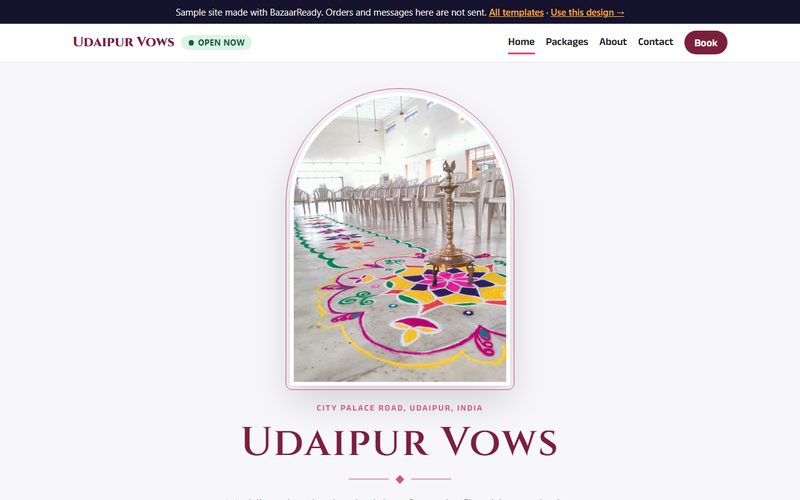 Sample site made with BazaarReady. Orders and messages here are not sent. All templates · Use this design →
Udaipur Vows
OPEN NOW
Home Packages About Contact Book
CITY PALACE ROAD, UDAIPUR, INDIA
Udaipur Vows